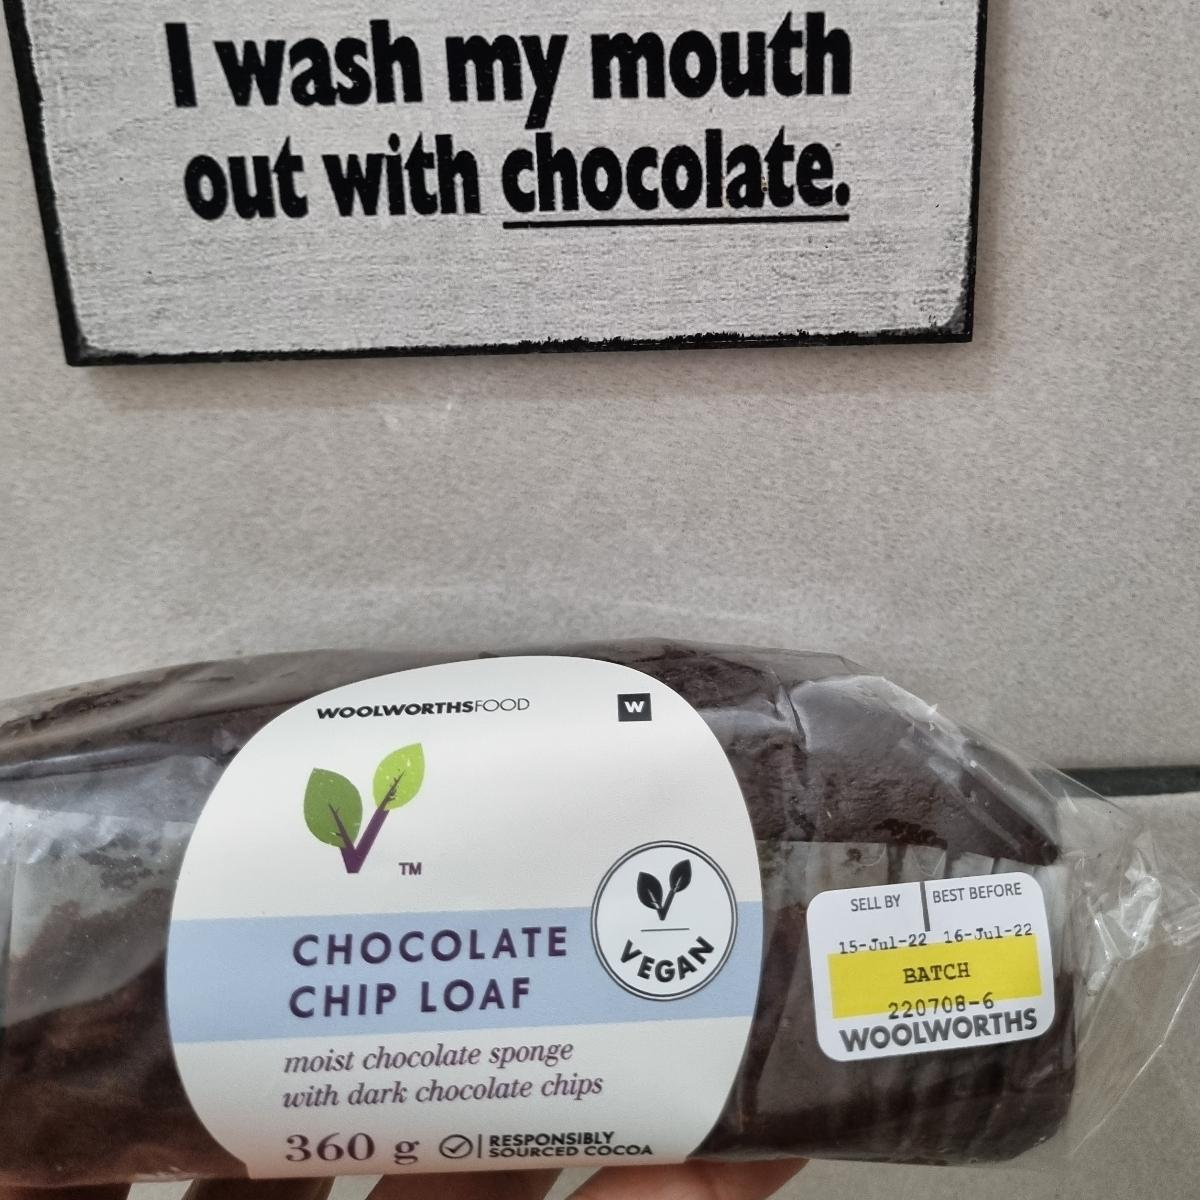 I wash my mouth
out with chocolate.
WOOLWORTHSFOOD
W
TM
CHOCOLATE
CHIP LOAF
VEGAN
moist chocolate sponge
with dark chocolate chips
360 g
RESPONSIBLY
SOURCED COCOA
SELL BY BEST BEFORE
15-Jul-22 16-Jul-22
BATCH
220708-6
WOOLWORTHS